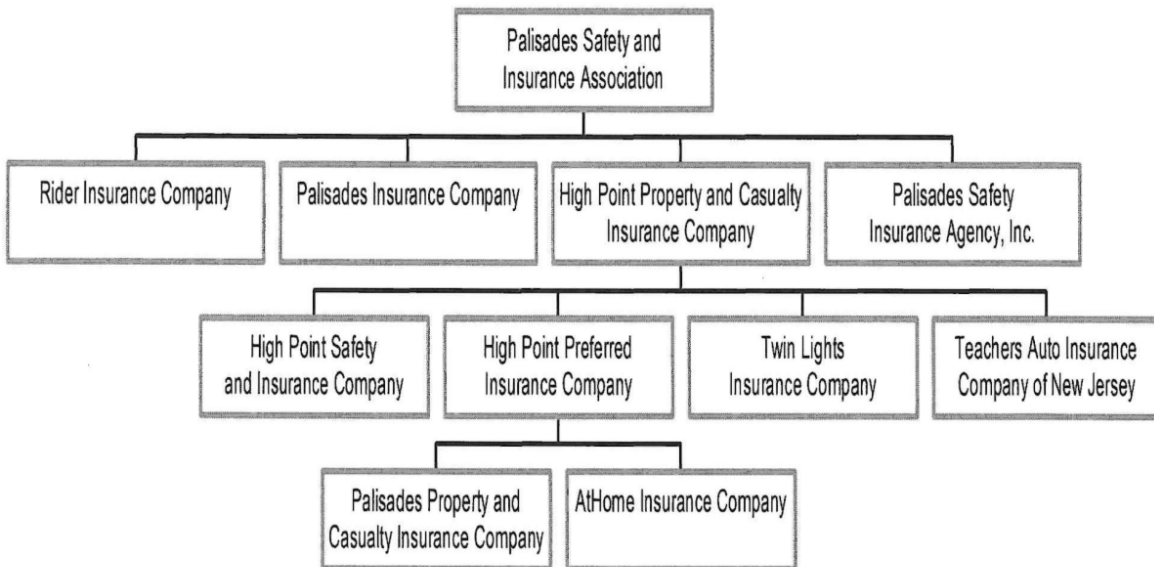 Palisades Safety and
Insurance Association
Rider Insurance Company
Palisades Insurance Company
High Point Property and Casualty
Insurance Company
Palisades Safety
Insurance Agency, Inc.
High Point Safety
and Insurance Company
High Point Preferred
Insurance Company
Twin Lights
Insurance Company
Teachers Auto Insurance
Company of New Jersey
Palisades Property and
Casualty Insurance Company
AtHome Insurance Company